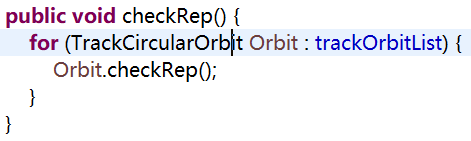 public void checkRep() {
for (TrackCircularOrbit Orbit : trackOrbitList) {
Orbit.checkRep();
}
}